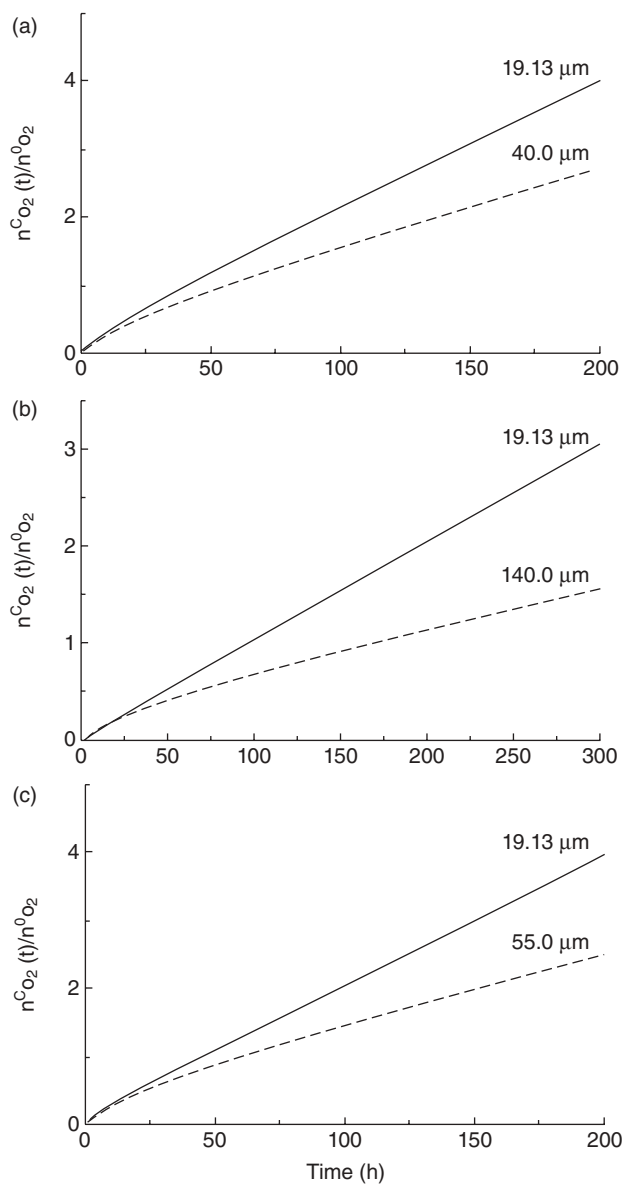 (a)
4
2
0
nᶜo₂ (t)/n⁰o₂
19.13 μm
40.0 μm
0 50 100 150 200
(b)
3
2
1
0
nᶜo₂ (t)/n⁰o₂
19.13 μm
140.0 μm
0 50 100 150 200 250 300
(c)
4
2
0
nᶜo₂ (t)/n⁰o₂
19.13 μm
55.0 μm
0 50 100 150 200
Time (h)